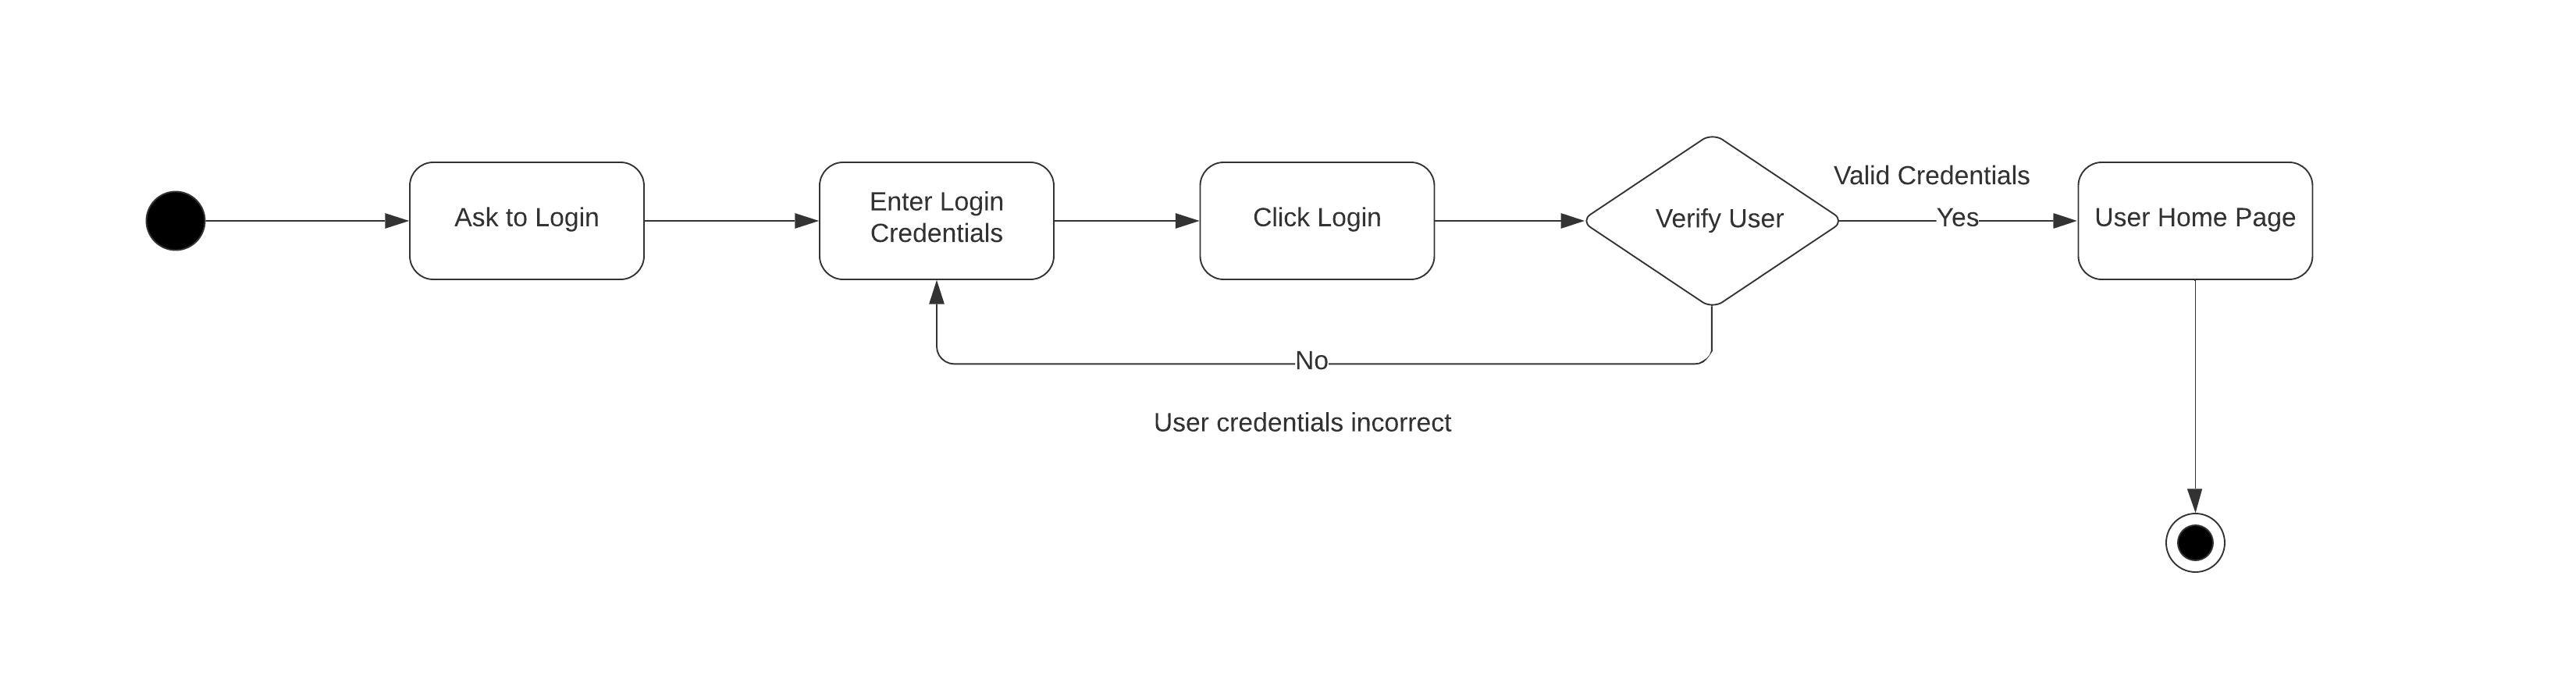 Ask to Login
Enter Login
Credentials
Click Login
Verify User
Valid Credentials
Yes
User Home Page
No
User credentials incorrect